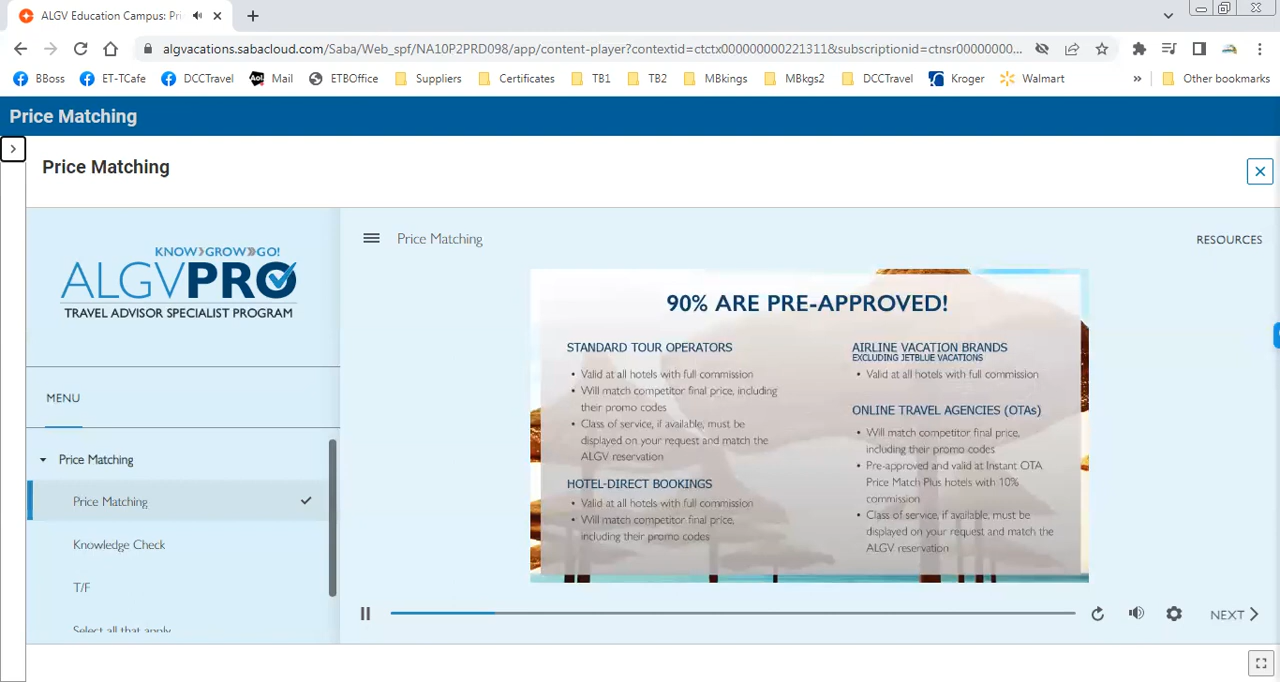 ALGV Education Campus: Pri
algvacations.sabacloud.com/Saba/Web_spf/NA10P2PRD098/app/content-player?contextid=ctctx000000000221311&subscriptionid=ctnsr00000000...
BBoss ET-TCafe DCCTravel Aol. Mail ETBOffice Suppliers Certificates TB1 TB2 MBkings MBkgs2 DCCTravel Kroger Walmart » Other bookmarks
Price Matching
Price Matching
KNOW GROW GO!
ALGVPRO
TRAVEL ADVISOR SPECIALIST PROGRAM
MENU
Price Matching
Price Matching
Knowledge Check
T/F
Select all that apply
Price Matching
RESOURCES
90% ARE PRE-APPROVED!
STANDARD TOUR OPERATORS
• Valid at all hotels with full commission
• Will match competitor final price, including
their promo codes
• Class of service, if available, must be
displayed on your request and match the
ALGV reservation
HOTEL-DIRECT BOOKINGS
• Valid at all hotels with full commission
• Will match competitor final price,
including their promo codes
AIRLINE VACATION BRANDS
EXCLUDING JETBLUE VACATIONS
• Valid at all hotels with full commission
ONLINE TRAVEL AGENCIES (OTAs)
• Will match competitor final price,
including their promo codes
• Pre-approved and valid at Instant OTA
Price Match Plus hotels with 10%
commission
• Class of service, if available, must be
displayed on your request and match the
ALGV reservation
NEXT